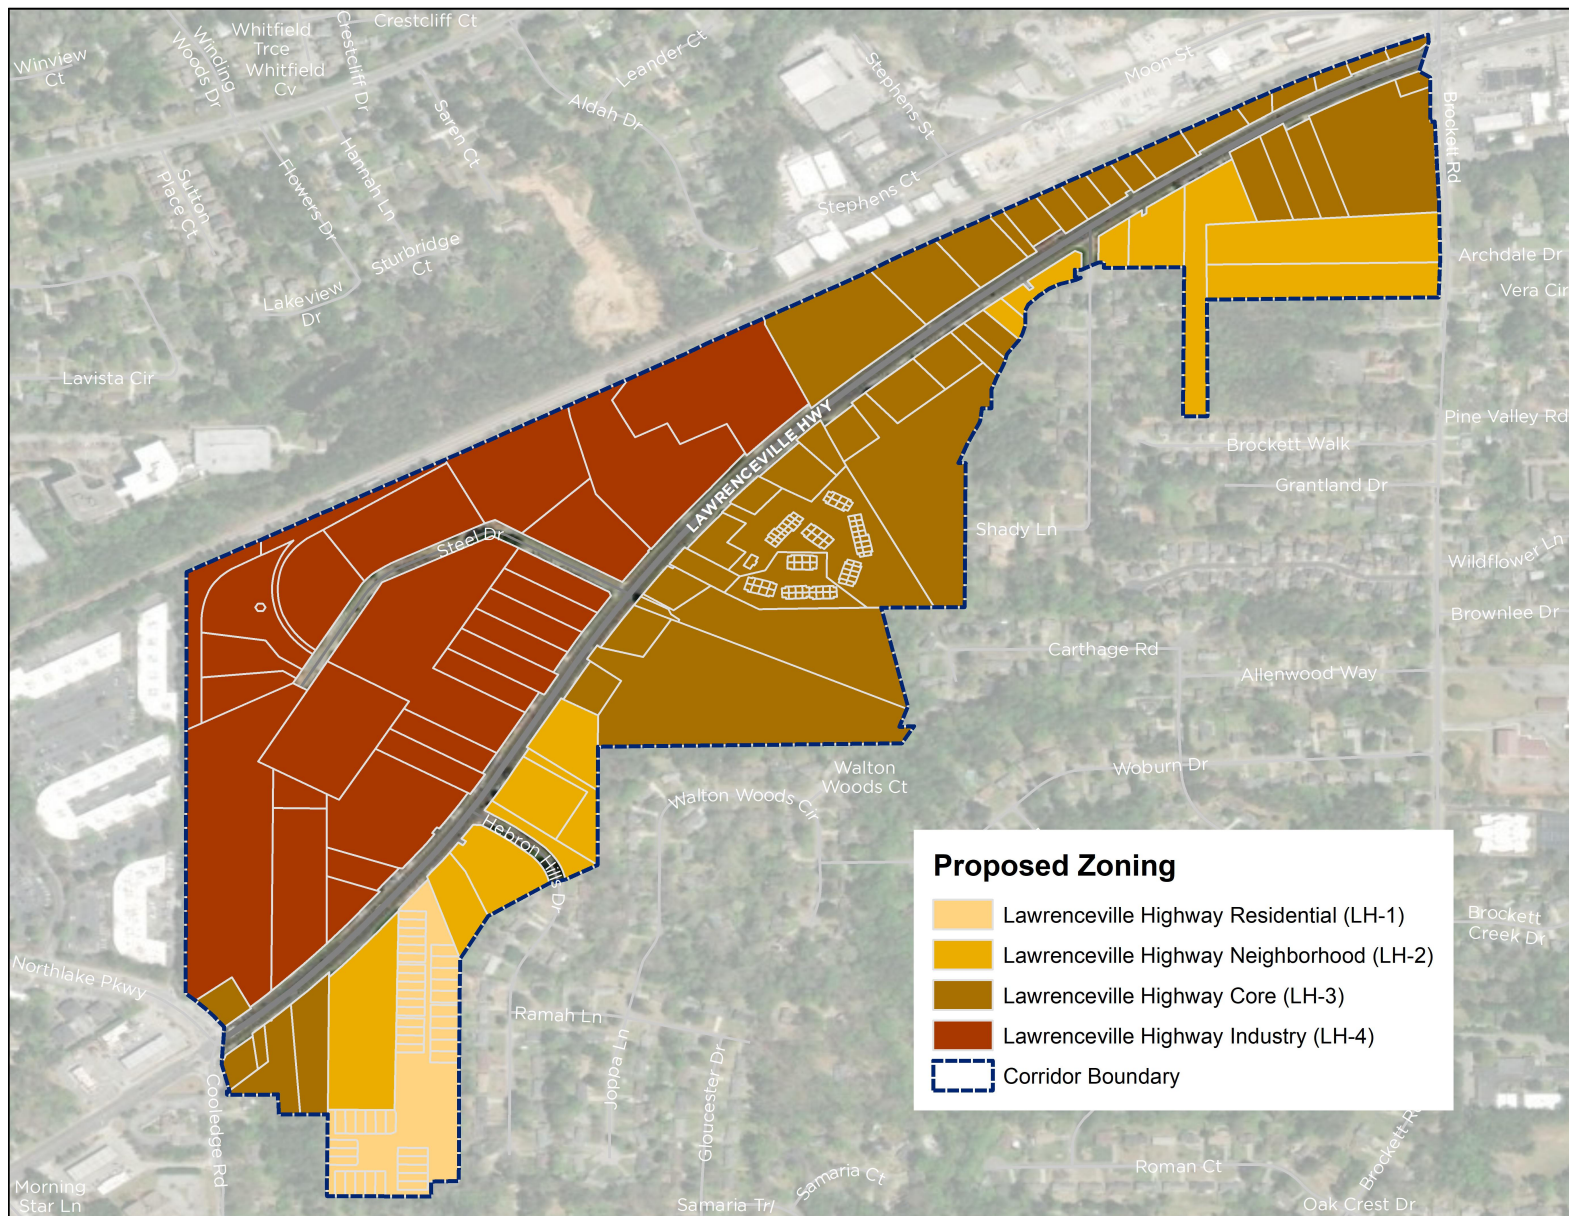 Crestcliff Ct
Whitfield
Trce
Whitfield
Cv
Winding
Woods Dr
Crestcliff Dr
Winview
Ct
Leander Ct
Saren Ct
Aldah Dr
Stephens St
Moon St
Brockett Rd
Hannah Ln
Flowers Dr
Sutton
Place Ct
Stephens Ct
Sturbridge
Ct
Archdale Dr
Lakeview
Dr
Vera Cir
Lavista Cir
LAWRENCEVILLE HWY
Pine Valley Rd
Brockett Walk
Grantland Dr
Shady Ln
Steel Dr
Wildflower Ln
Brownlee Dr
Carthage Rd
Allenwood Way
Woburn Dr
Walton
Woods Ct
Walton Woods Cir
Hebron Hills Dr
Proposed Zoning
Lawrenceville Highway Residential (LH-1)
Lawrenceville Highway Neighborhood (LH-2)
Lawrenceville Highway Core (LH-3)
Lawrenceville Highway Industry (LH-4)
Corridor Boundary
Brockett
Creek Dr
Northlake Pkwy
Ramah Ln
Joppa Ln
Gloucester Dr
Cooledge Rd
Brockett Rd
Roman Ct
Samaria Ct
Morning
Star Ln
Samaria Trl
Oak Crest Dr